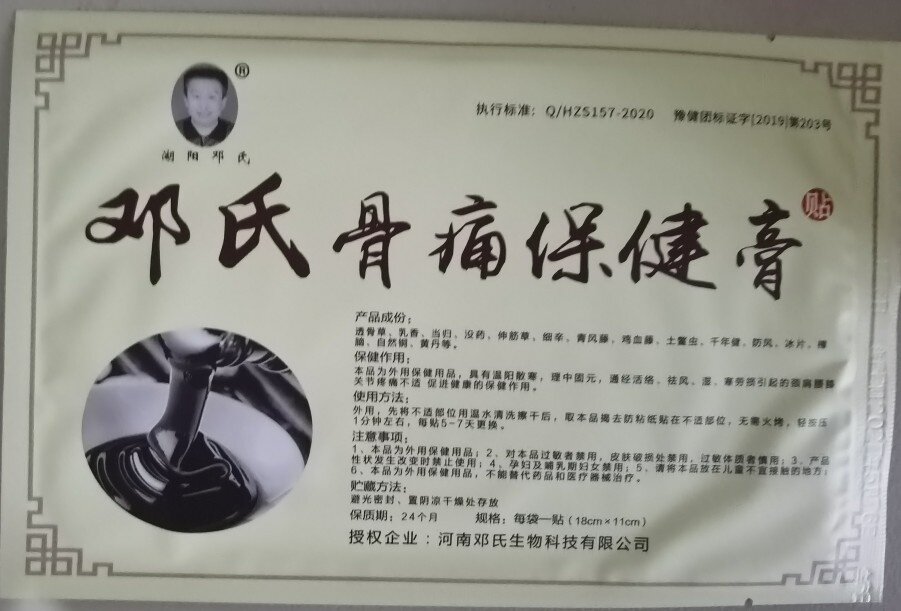 ®
湖阳邓氏
执行标准：Q/HZS157-2020 豫健团标证字[2019]第203号
邓氏骨痛保健膏贴
产品成份：
透骨草、乳香、当归、没药、伸筋草、细辛、青风藤、鸡血藤、土鳖虫、千年健、防风、冰片、樟
脑、自然铜、黄丹等。
保健作用：
本品为外用保健用品，具有温阳散寒，理中固元，通经活络，祛风、湿、寒劳损引起的颈肩腰膝
关节疼痛不适 促进健康的保健作用。
使用方法：
外用，先将不适部位用温水清洗擦干后，取本品揭去防粘纸贴在不适部位，无需火烤，轻按压
1分钟左右，每贴5-7天更换。
注意事项：
1、本品为外用保健用品；2、对本品过敏者禁用，皮肤破损处禁用，过敏体质者慎用；3、产品
性状发生改变时禁止使用；4、孕妇及哺乳期妇女禁用；5、请将本品放在儿童不宜接触的地方；
6、本品为外用保健用品，不能替代药品和医疗器械治疗。
贮藏方法：
避光密封、置阴凉干燥处存放
保质期：24个月 规格：每袋一贴（18cm×11cm）
授权企业：河南邓氏生物科技有限公司